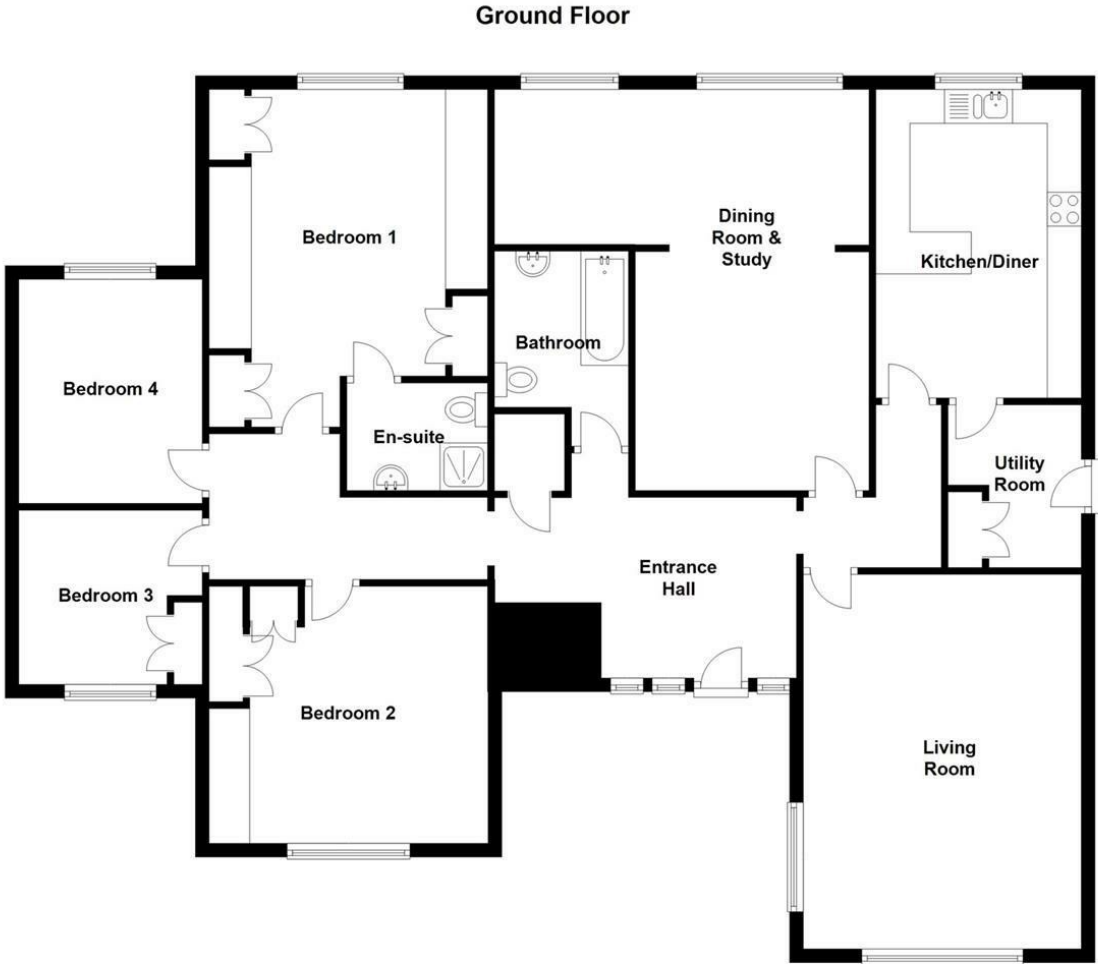 Ground Floor
Bedroom 1
Dining
Room &
Study
Kitchen/Diner
Bathroom
Bedroom 4
En-suite
Utility
Room
Entrance
Hall
Bedroom 3
Bedroom 2
Living
Room